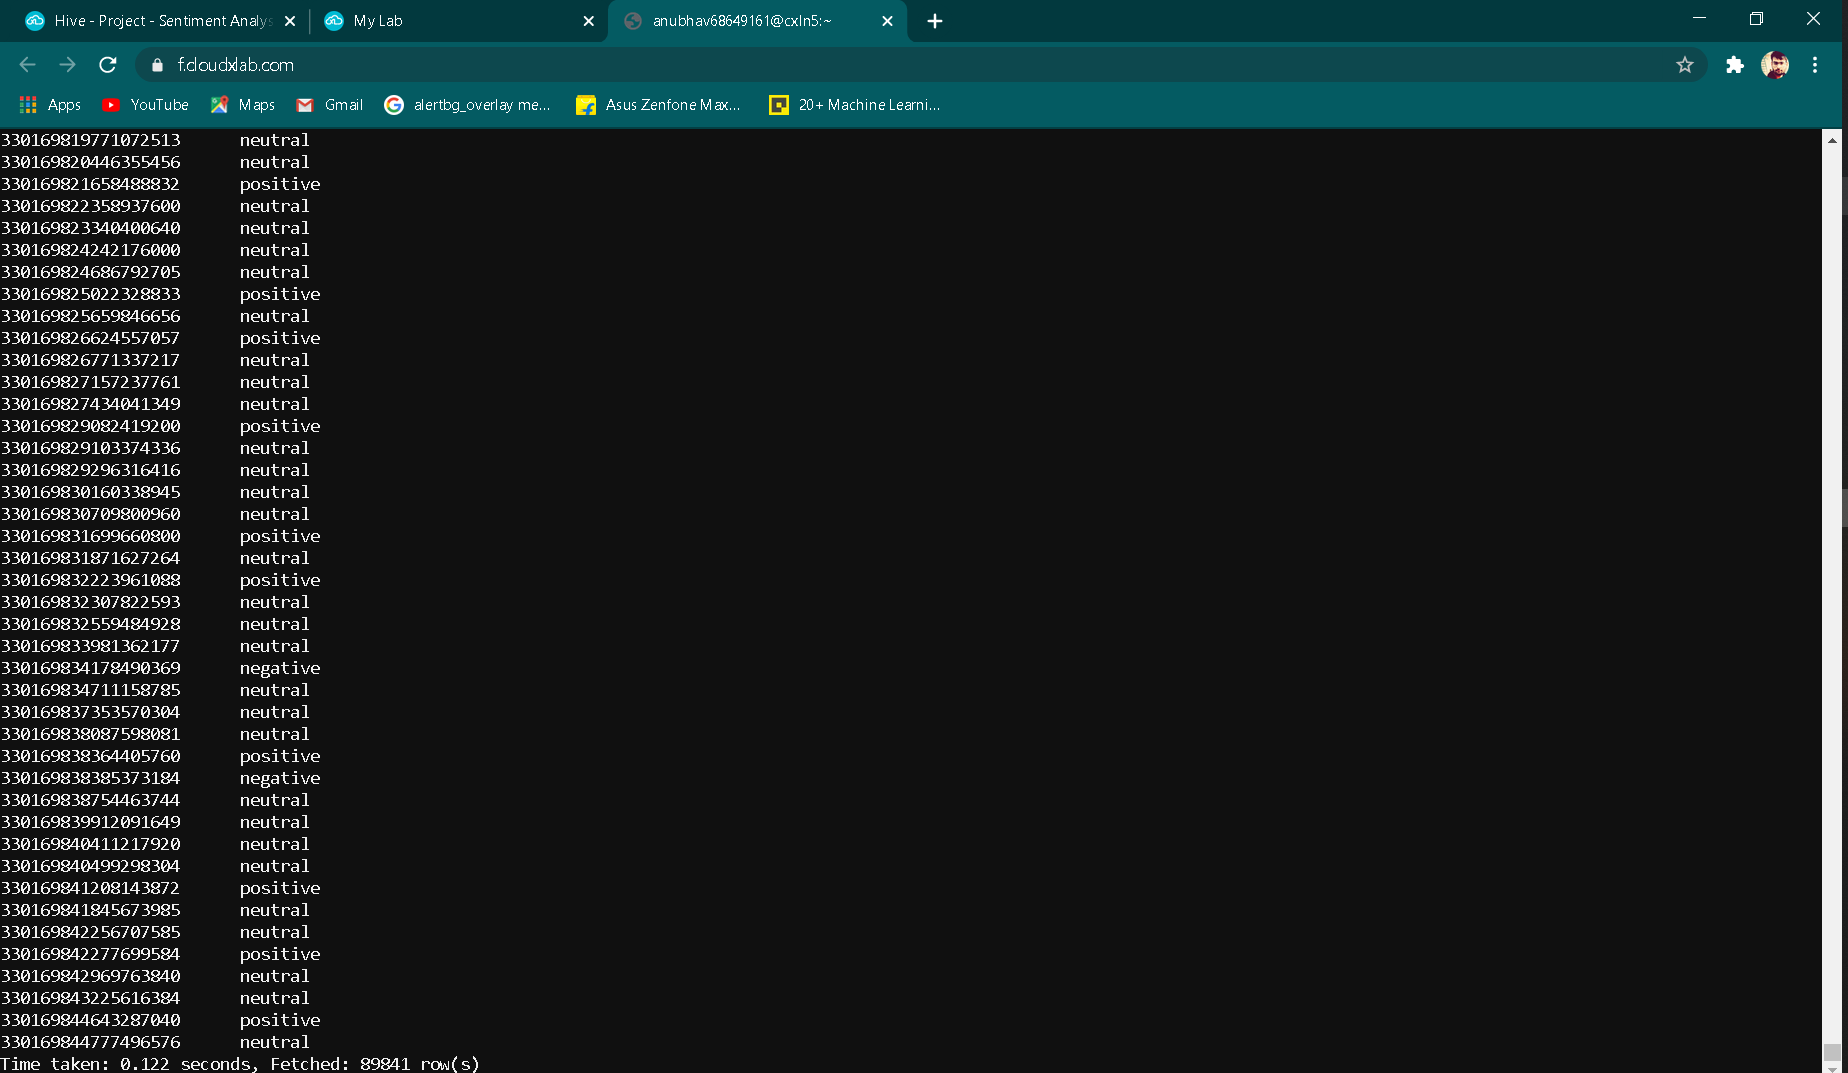 Hive - Project - Sentiment Analys
My Lab
anubhav68649161@cxln5:~
f.cloudxlab.com
Apps
YouTube
Maps
Gmail
alertbg_overlay me...
Asus Zenfone Max...
20+ Machine Learni...
330169819771072513 neutral
330169820446355456 neutral
330169821658488832 positive
330169822358937600 neutral
330169823340400640 neutral
330169824242176000 neutral
330169824686792705 neutral
330169825022328833 positive
330169825659846656 neutral
330169826624557057 positive
330169826771337217 neutral
330169827157237761 neutral
330169827434041349 neutral
330169829082419200 positive
330169829103374336 neutral
330169829296316416 neutral
330169830160338945 neutral
330169830709800960 neutral
330169831699660800 positive
330169831871627264 neutral
330169832223961088 positive
330169832307822593 neutral
330169832559484928 neutral
330169833981362177 neutral
330169834178490369 negative
330169834711158785 neutral
330169837353570304 neutral
330169838087598081 neutral
330169838364405760 positive
330169838385373184 negative
330169838754463744 neutral
330169839912091649 neutral
330169840411217920 neutral
330169840499298304 neutral
330169841208143872 positive
330169841845673985 neutral
330169842256707585 neutral
330169842277699584 positive
330169842969763840 neutral
330169843225616384 neutral
330169844643287040 positive
330169844777496576 neutral
Time taken: 0.122 seconds, Fetched: 89841 row(s)